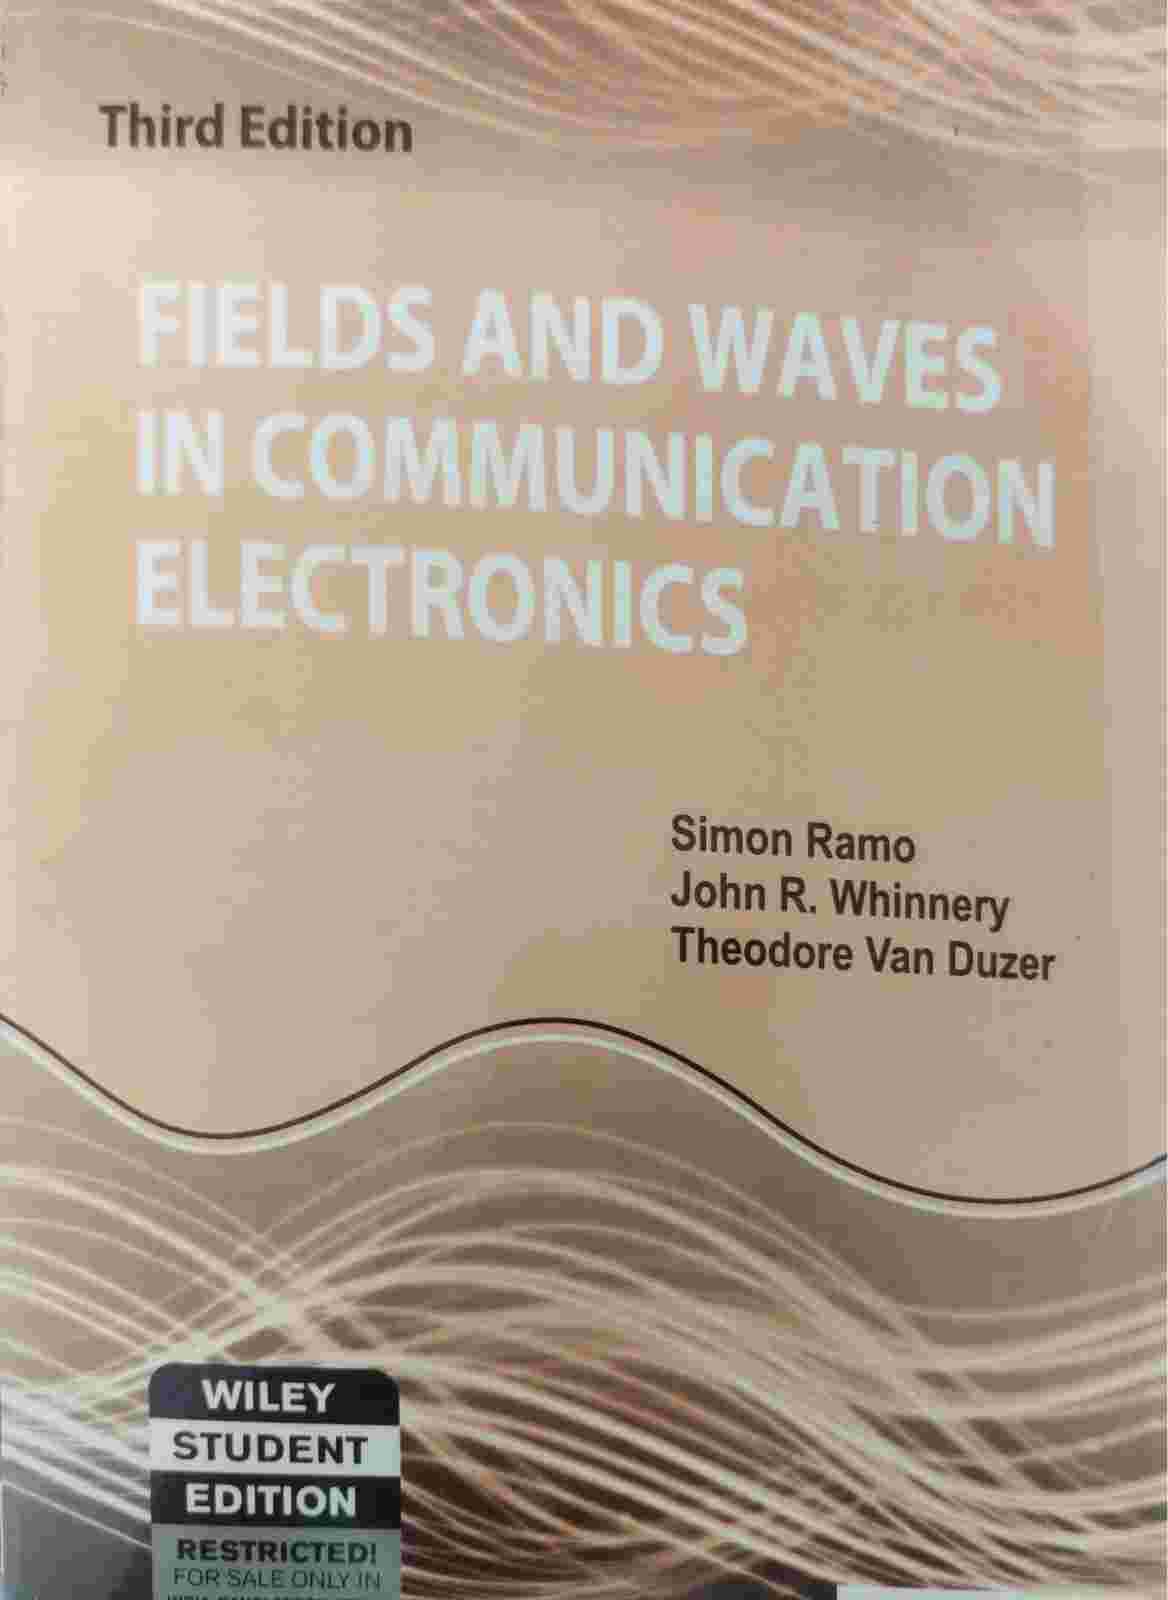 Third Edition
FIELDS AND WAVES
IN COMMUNICATION
ELECTRONICS
Simon Ramo
John R. Whinnery
Theodore Van Duzer
WILEY
STUDENT
EDITION
RESTRICTED!
FOR SALE ONLY IN